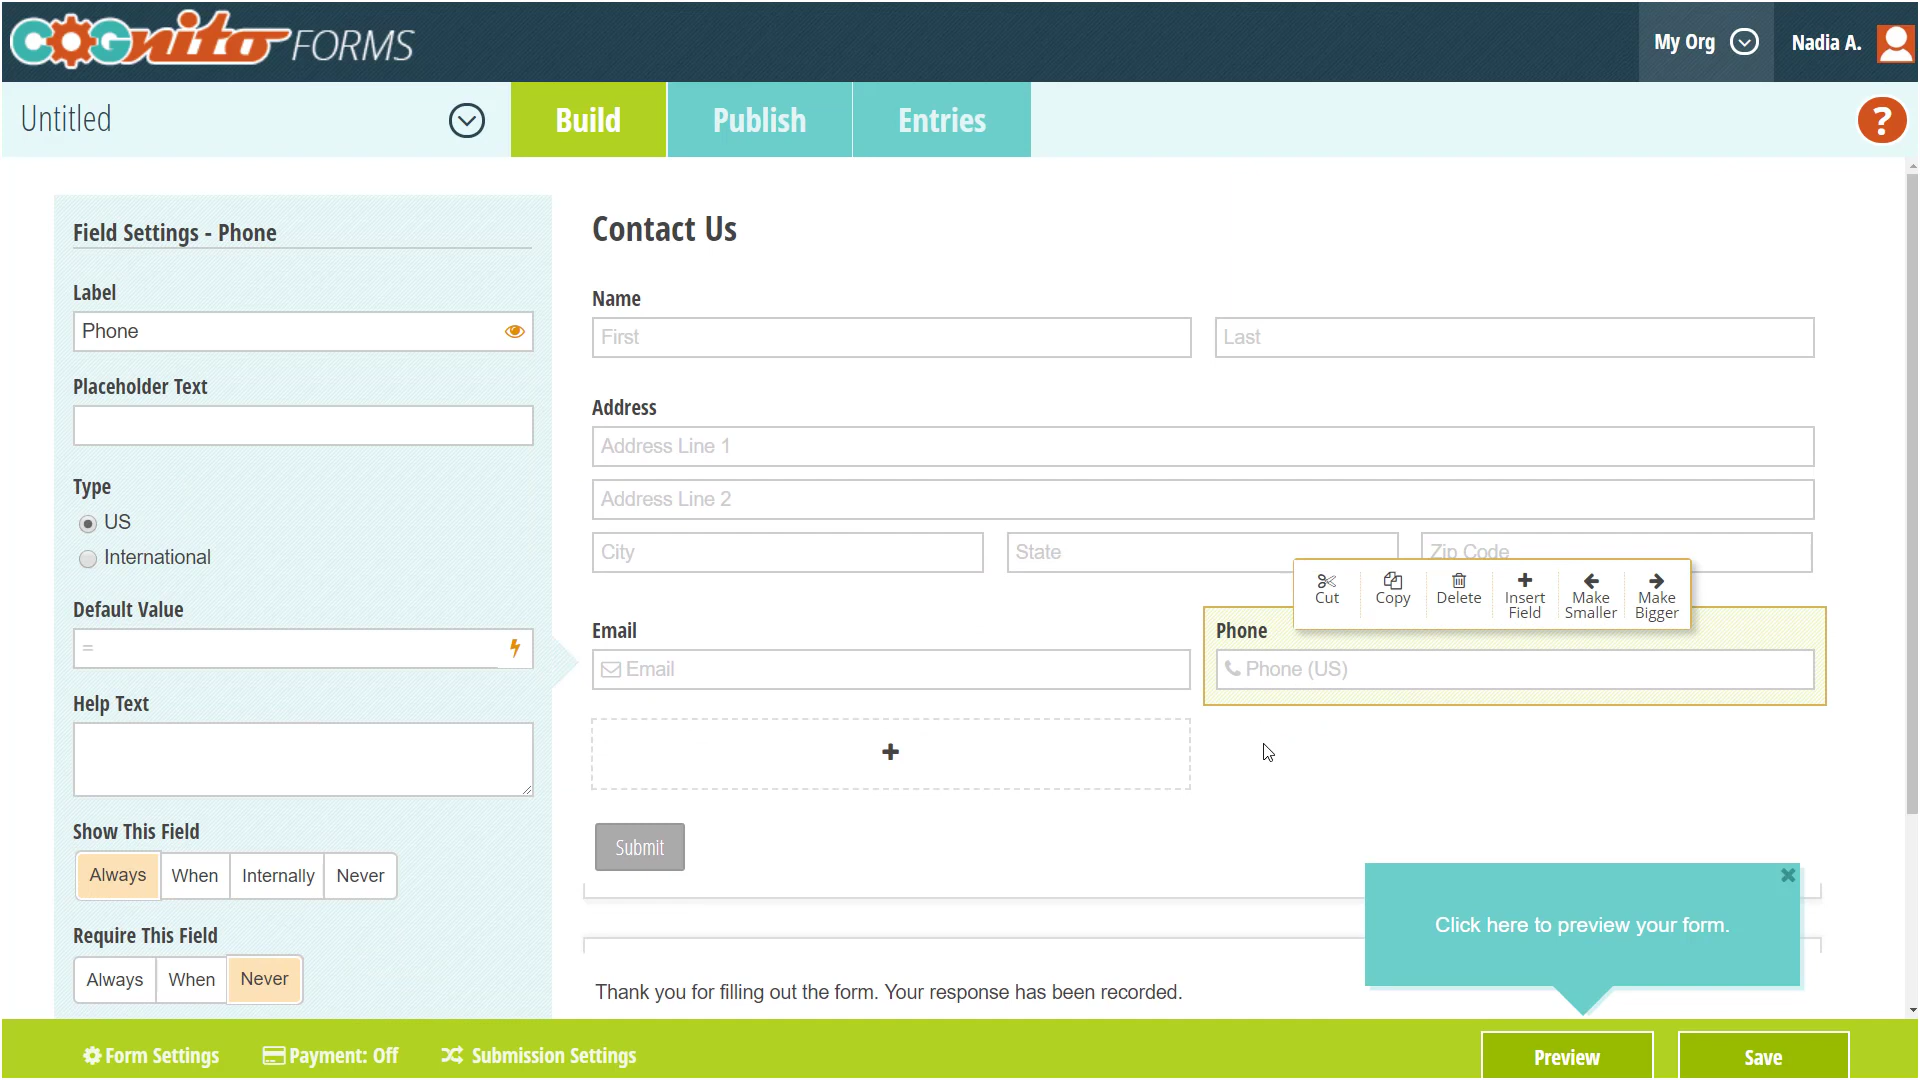 COGnito FORMS
My Org
Nadia A.
Untitled
Build
Publish
Entries
?
Field Settings - Phone
Label
Phone
Placeholder Text
Type
US
International
Default Value
=
Help Text
Show This Field
Always When Internally Never
Require This Field
Always When Never
Contact Us
Name
First
Last
Address
Address Line 1
Address Line 2
City
State
Zip Code
Cut
Copy
Delete
Insert Field
Make Smaller
Make Bigger
Email
Email
Phone
Phone (US)
Submit
Click here to preview your form.
Thank you for filling out the form. Your response has been recorded.
Form Settings
Payment: Off
Submission Settings
Preview
Save